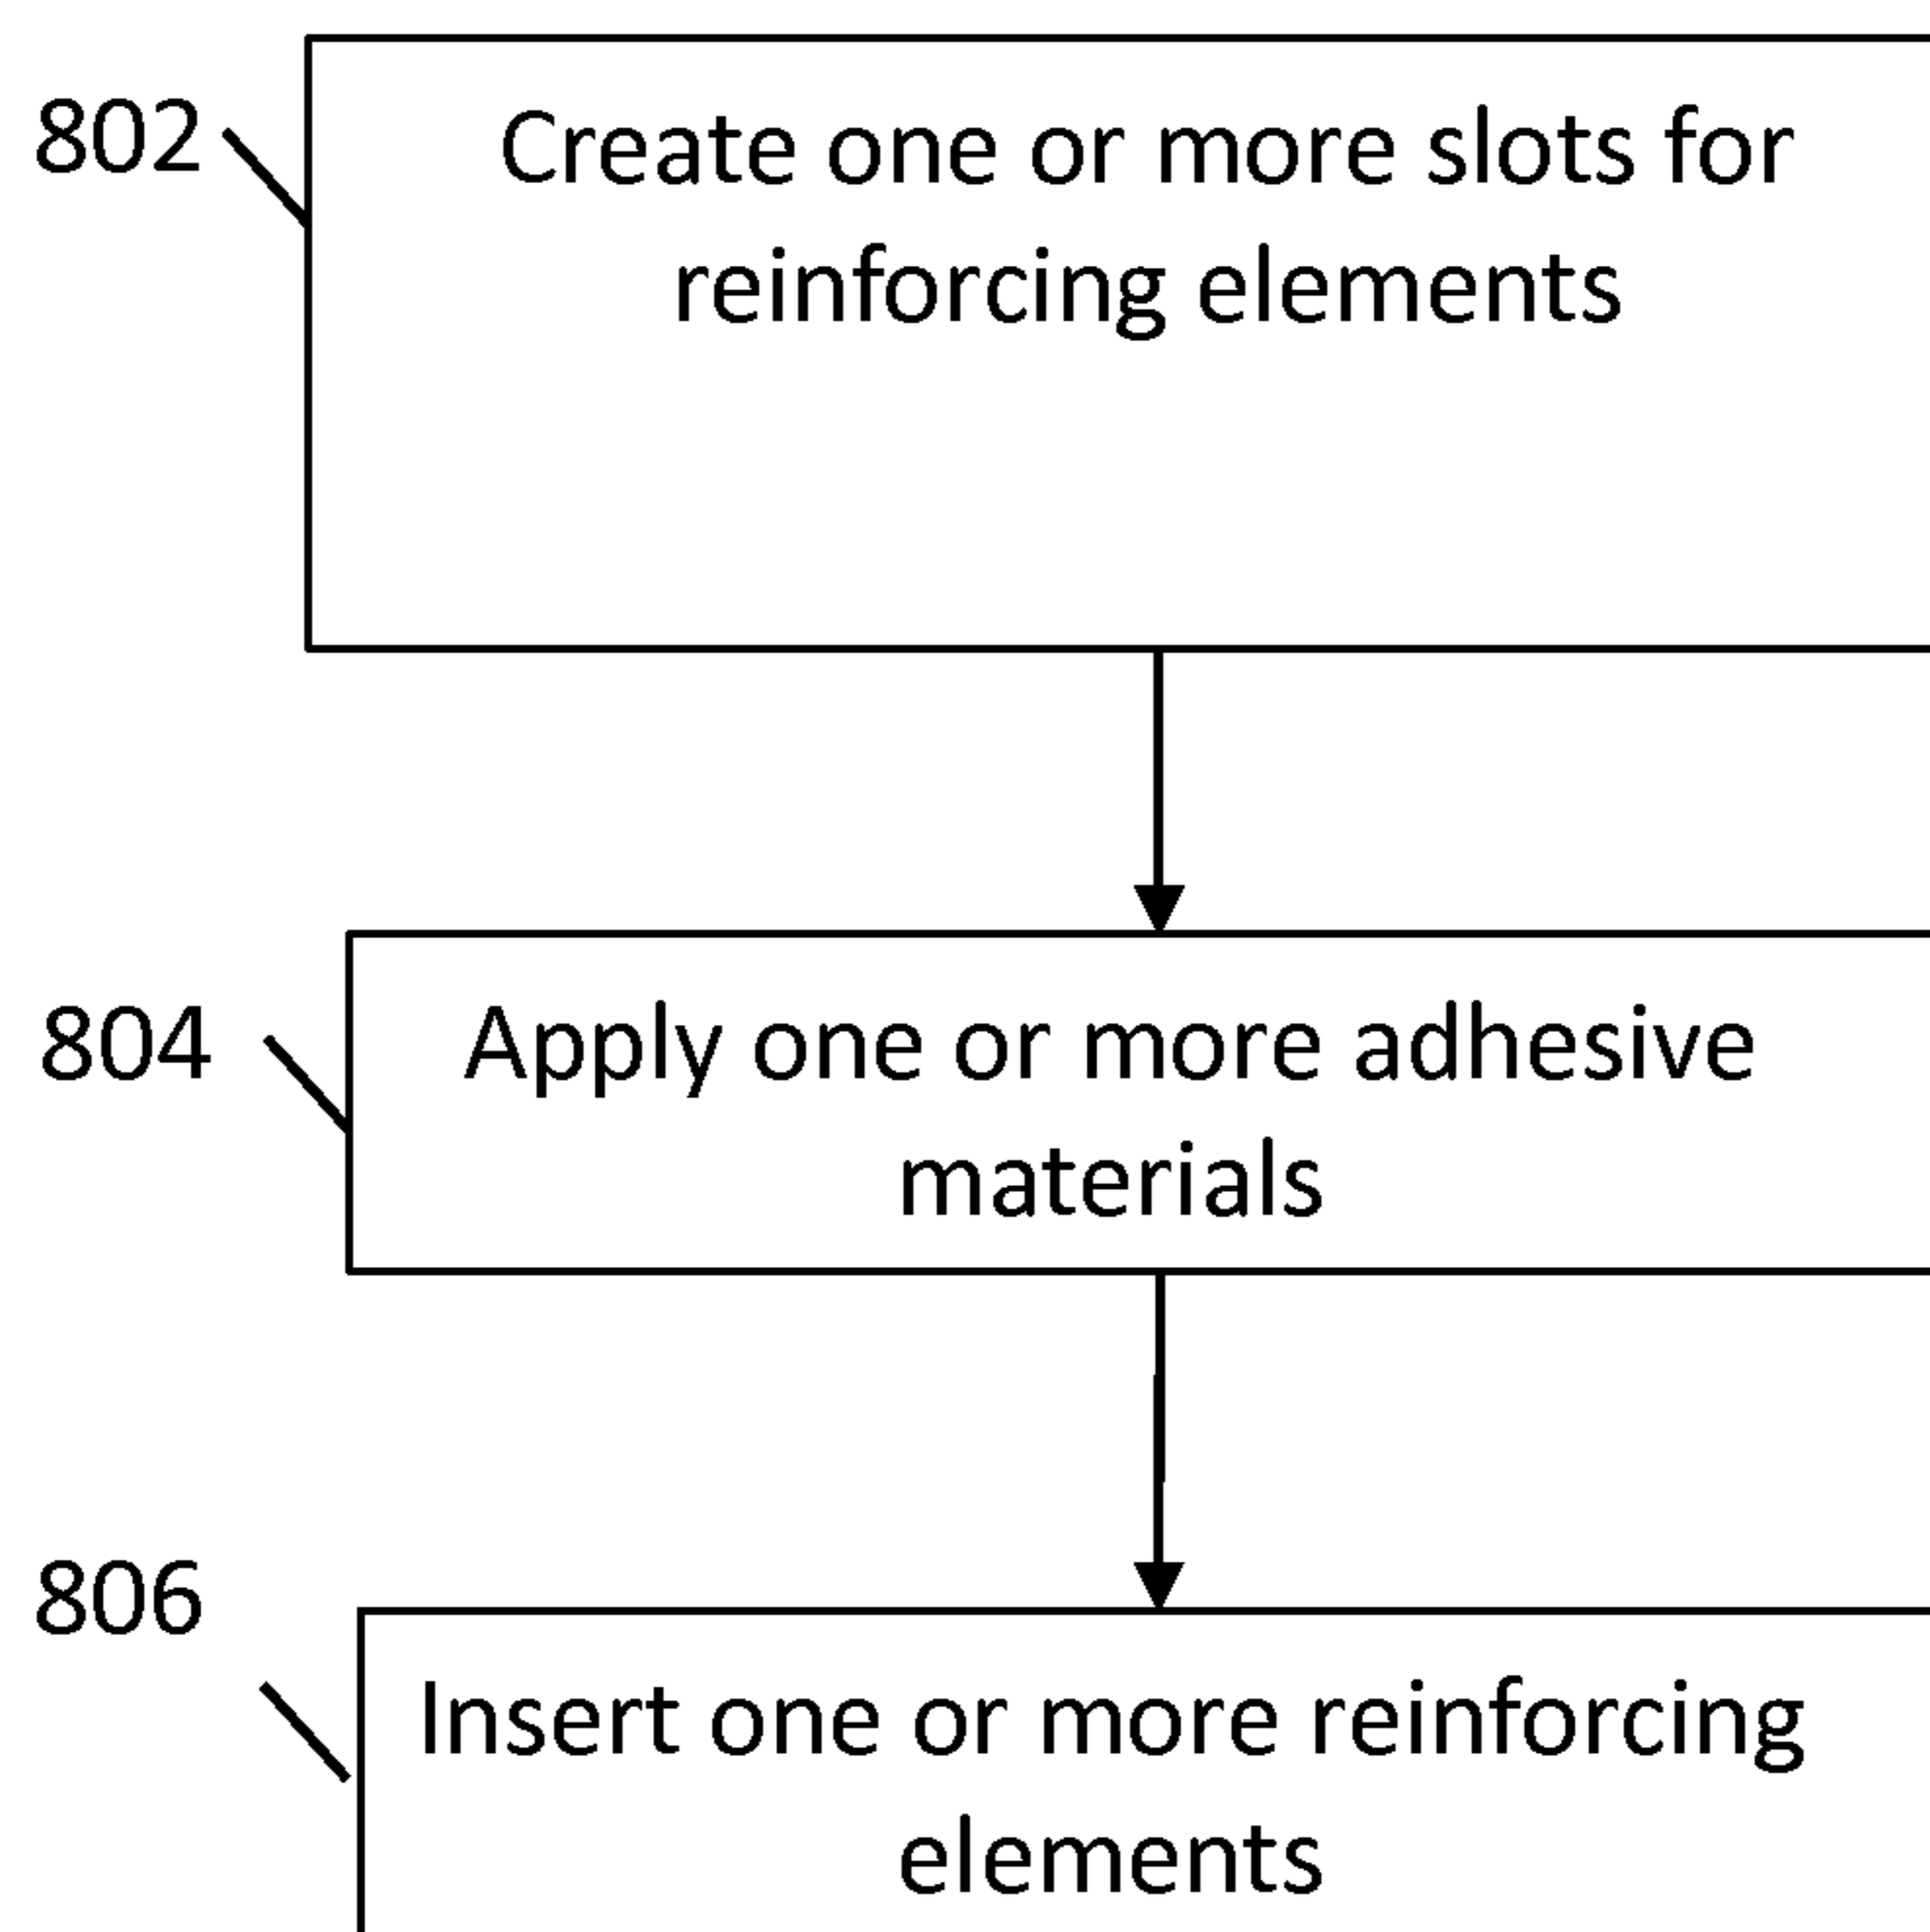 802
Create one or more slots for
reinforcing elements
804
Apply one or more adhesive
materials
806
Insert one or more reinforcing
elements